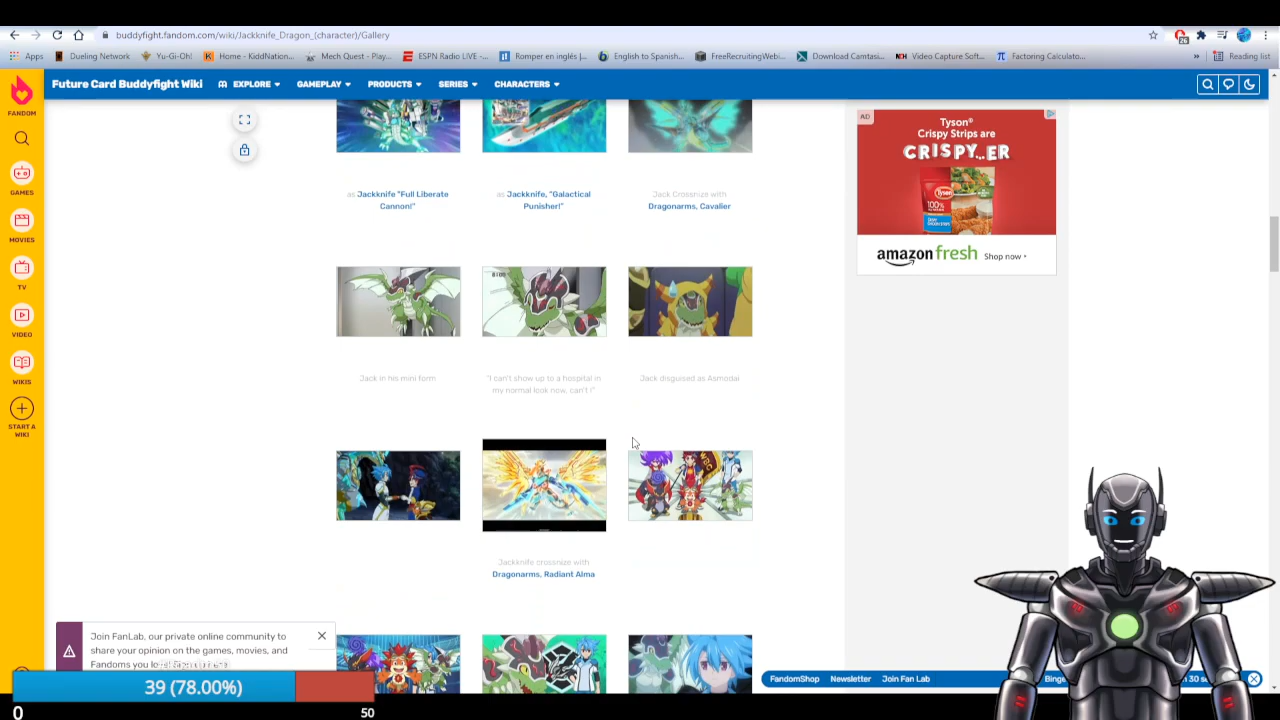 buddyfight.fandom.com/wiki/Jackknife_Dragon_(character)/Gallery
Apps Dueling Network Yu-Gi-Oh! Home - KiddNation... Mech Quest - Play... ESPN Radio LIVE -... Romper en inglés |... English to Spanish... FreeRecruitingWebi... Download Camtasi... Video Capture Soft... Factoring Calculato... » Reading list
FANDOM
Future Card Buddyfight Wiki EXPLORE GAMEPLAY PRODUCTS SERIES CHARACTERS
GAMES
MOVIES
TV
VIDEO
WIKIS
START A
WIKI
as Jackknife "Full Liberate
Cannon!"
as Jackknife, "Galactical
Punisher!"
Jack Crossnize with
Dragonarms, Cavalier
Jack in his mini form
"I can't show up to a hospital in
my normal look now, can't I"
Jack disguised as Asmodai
Jackknife crossnize with
Dragonarms, Radiant Alma
AD
Tyson®
Crispy Strips are
CRISPY...ER
Tyson
100%
amazon fresh Shop now
Join FanLab, our private online community to
share your opinion on the games, movies, and
Fandoms you
39 (78.00%)
0
50
FandomShop Newsletter Join Fan Lab